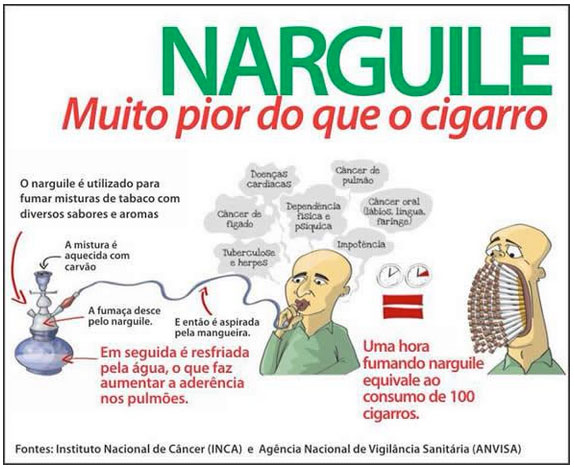 NARGUILE
Muito pior do que o cigarro
O narguile é utilizado para
fumar misturas de tabaco com
diversos sabores e aromas
A mistura é
aquecida com
carvão
A fumaça desce
pelo narguile.
E então é aspirada
pela mangueira.
Em seguida é resfriada
pela água, o que faz
aumentar a aderência
nos pulmões.
Doenças
cardíacas
Câncer de
pulmão
Câncer de
fígado
Dependência
física e
psíquica
Câncer oral
(lábios, língua,
faringe)
Tuberculose
e herpes
Impotência
Uma hora
fumando narguile
equivale ao
consumo de 100
cigarros.
Fontes: Instituto Nacional de Câncer (INCA) e Agência Nacional de Vigilância Sanitária (ANVISA)